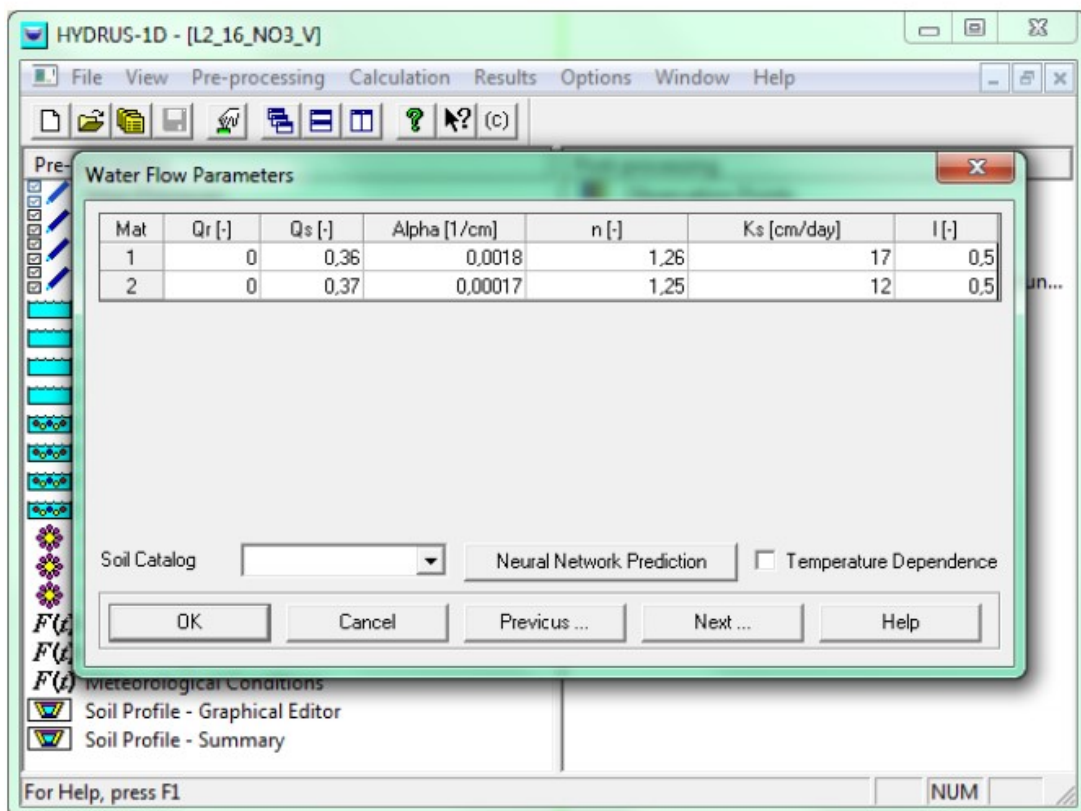 HYDRUS-1D - [L2_16_NO3_V]
File View Pre-processing Calculation Results Options Window Help
(c)
Pre-
Water Flow Parameters
Mat Qr [-] Qs [-] Alpha [1/cm] n [-] Ks [cm/day] l [-]
1 0 0,36 0,0018 1,26 17 0,5
2 0 0,37 0,00017 1,25 12 0,5
un...
Soil Catalog Neural Network Prediction Temperature Dependence
OK Cancel Previcus ... Next ... Help
F(t)
F(t)
F(t) Meteorological Conditions
Soil Profile - Graphical Editor
Soil Profile - Summary
For Help, press F1 NUM